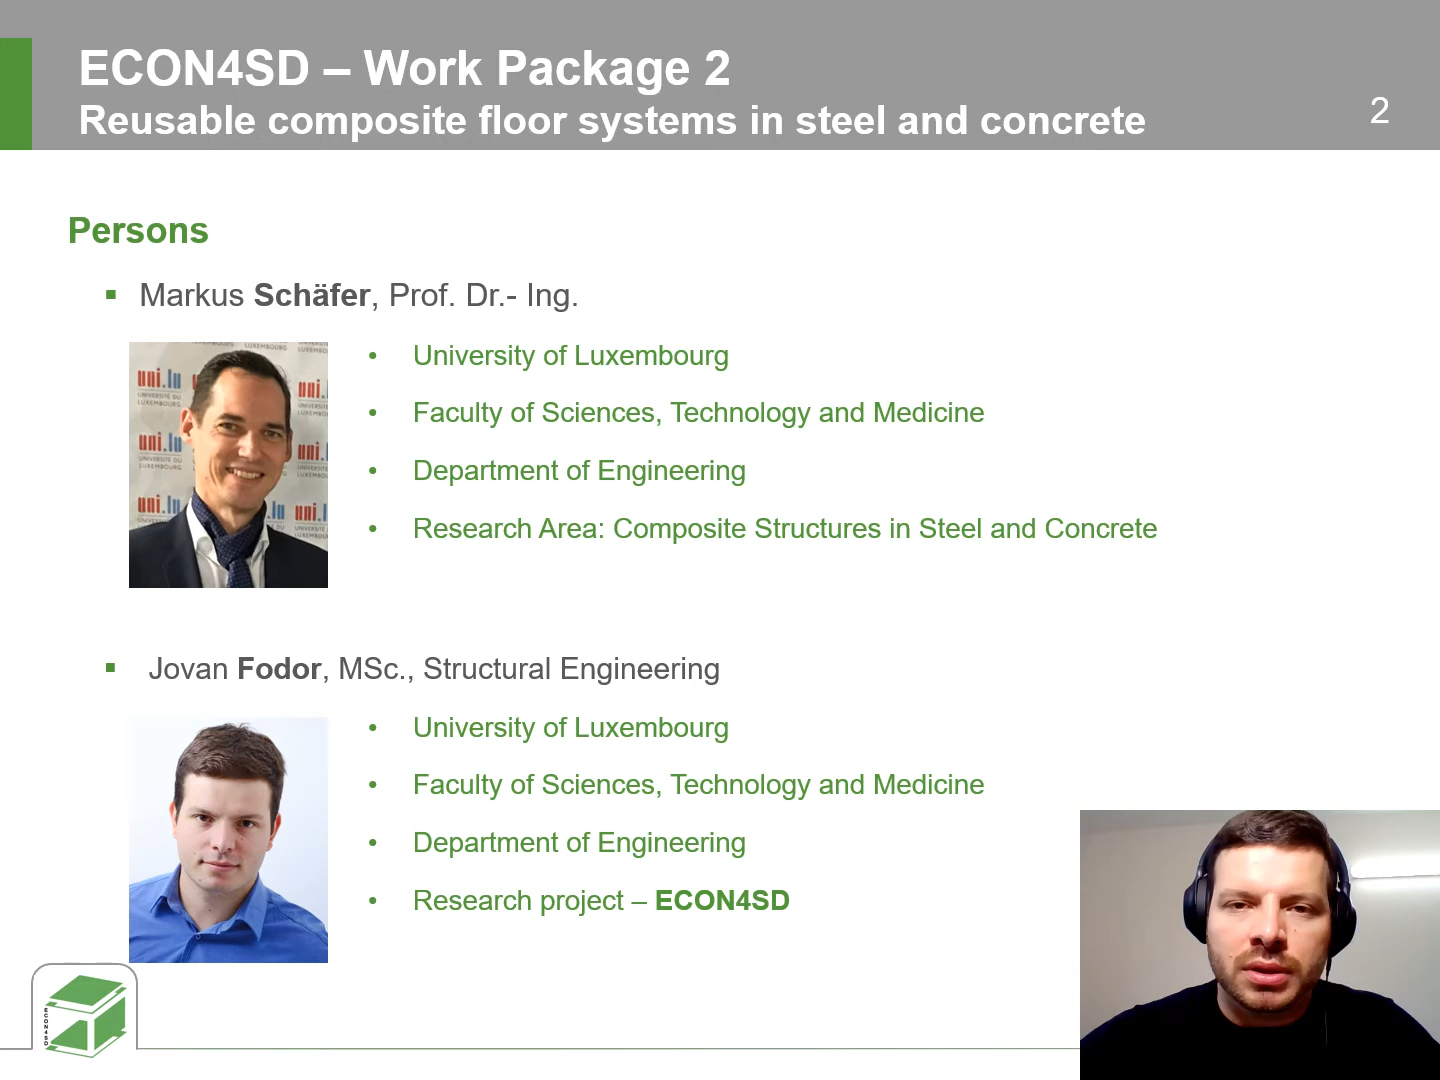 ECON4SD – Work Package 2
Reusable composite floor systems in steel and concrete
2
Persons
Markus Schäfer, Prof. Dr.- Ing.
uni.lu
UNIVERSITÉ DU
LUXEMBOURG
• University of Luxembourg
• Faculty of Sciences, Technology and Medicine
• Department of Engineering
• Research Area: Composite Structures in Steel and Concrete
Jovan Fodor, MSc., Structural Engineering
• University of Luxembourg
• Faculty of Sciences, Technology and Medicine
• Department of Engineering
• Research project – ECON4SD
ECON4SD